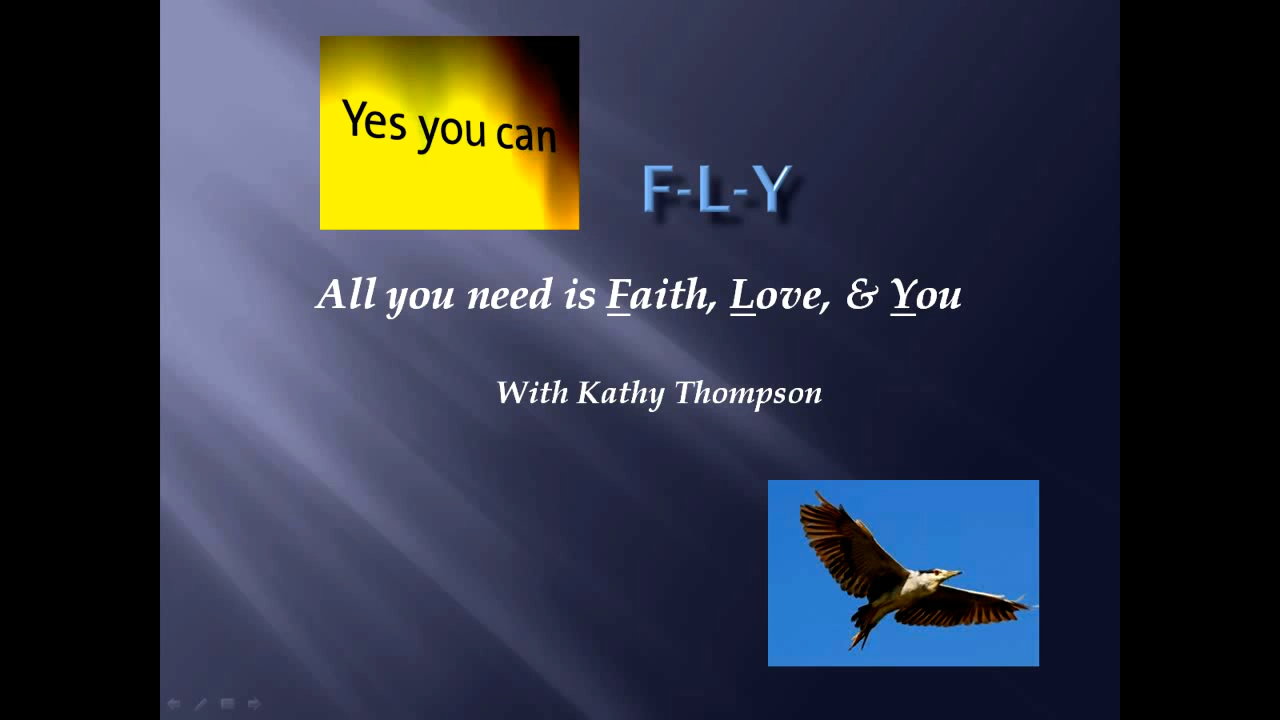 Yes you can
F-L-Y
All you need is Faith, Love, & You
With Kathy Thompson